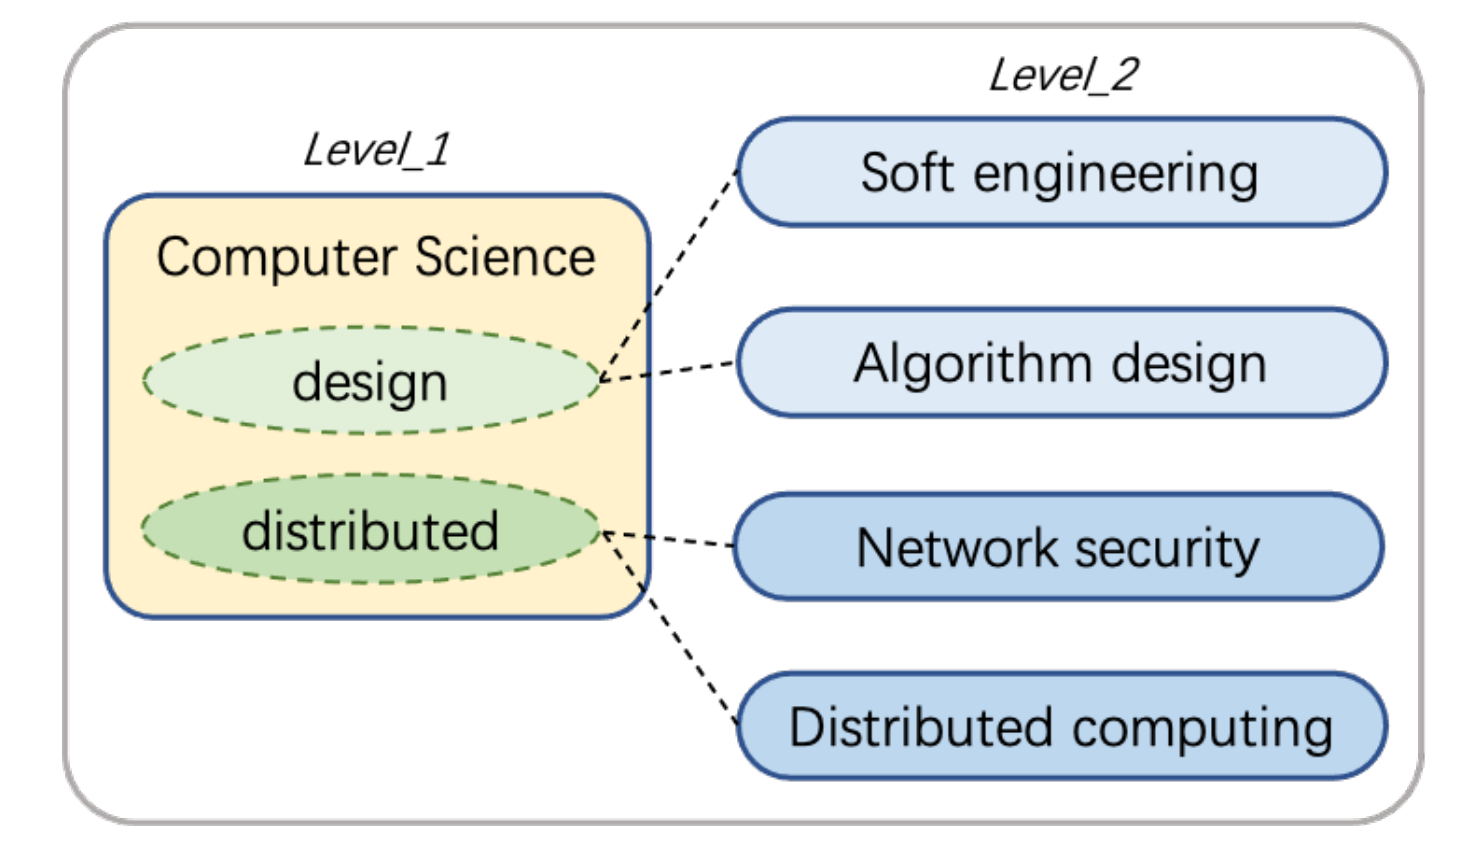 Level_1
Computer Science
design
distributed
Level_2
Soft engineering
Algorithm design
Network security
Distributed computing